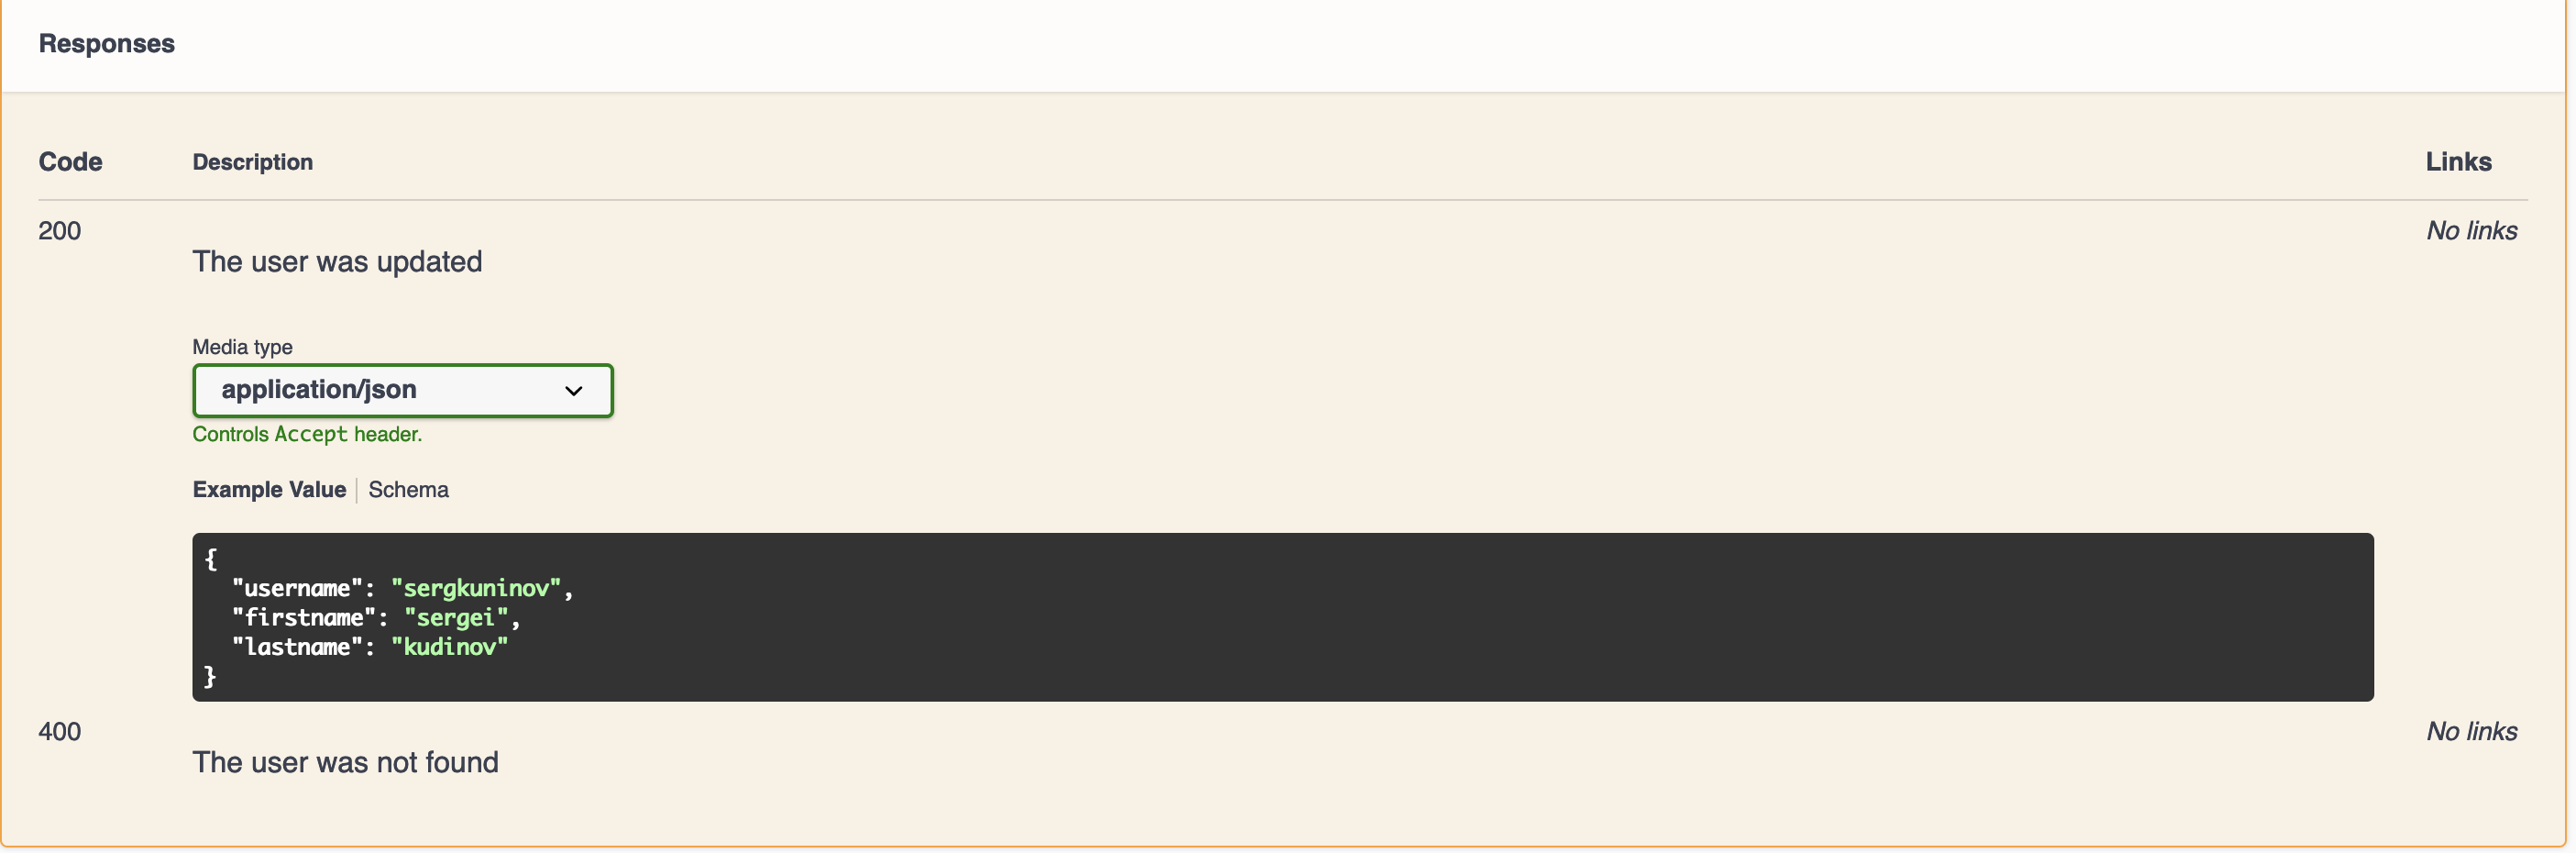 Responses
Code Description Links
200 No links
The user was updated
Media type
application/json
Controls Accept header.
Example Value Schema
{
"username": "sergkuninov",
"firstname": "sergei",
"lastname": "kudinov"
}
400 No links
The user was not found